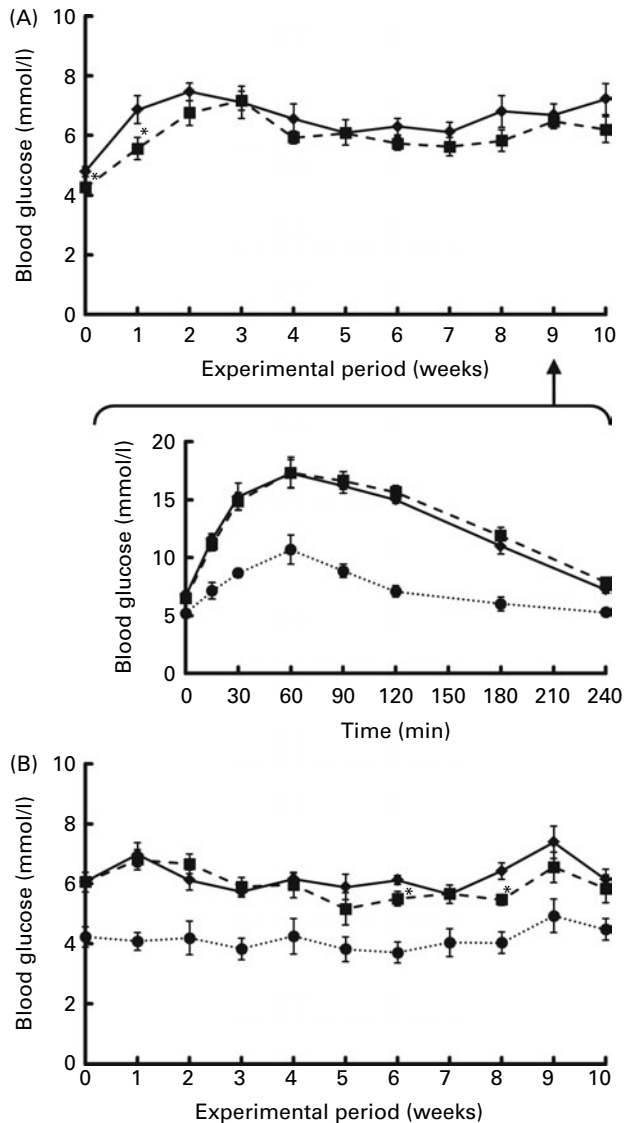 (A)
10
8
6
4
2
0
Blood glucose (mmol/l)
*
*
0 1 2 3 4 5 6 7 8 9 10
Experimental period (weeks)
20
15
10
5
0
Blood glucose (mmol/l)
0 30 60 90 120 150 180 210 240
Time (min)
(B)
10
8
6
4
2
0
Blood glucose (mmol/l)
*
*
0 1 2 3 4 5 6 7 8 9 10
Experimental period (weeks)